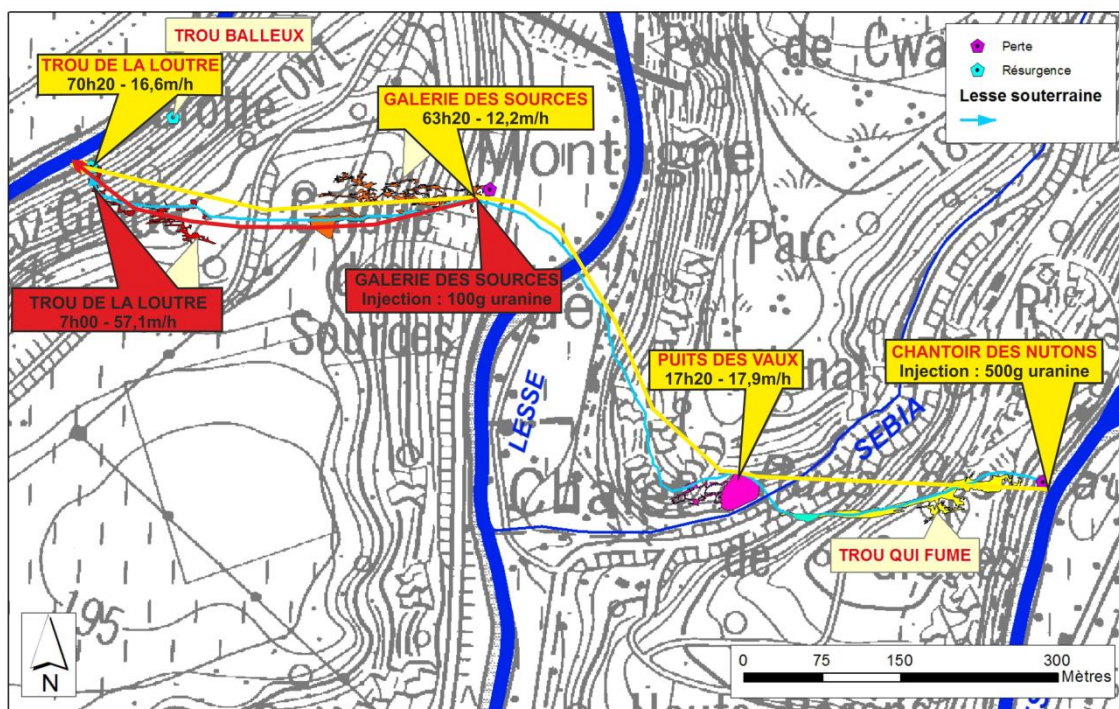 TROU BALLEUX
TROU DE LA LOUTRE
70h20 - 16,6m/h
GALERIE DES SOURCES
63h20 - 12,2m/h
Perte
Résurgence
Lesse souterraine
Pont de
Montagne
Parc
TROU DE LA LOUTRE
7h00 - 57,1m/h
GALERIE DES SOURCES
Injection : 100g uranine
Sources
de
PUITS DES VAUX
17h20 - 17,9m/h
CHANTOIR DES NUTONS
Injection : 500g uranine
LESSE
SEBIA
de
TROU QUI FUME
195
N
0 75 150 300
Mètres